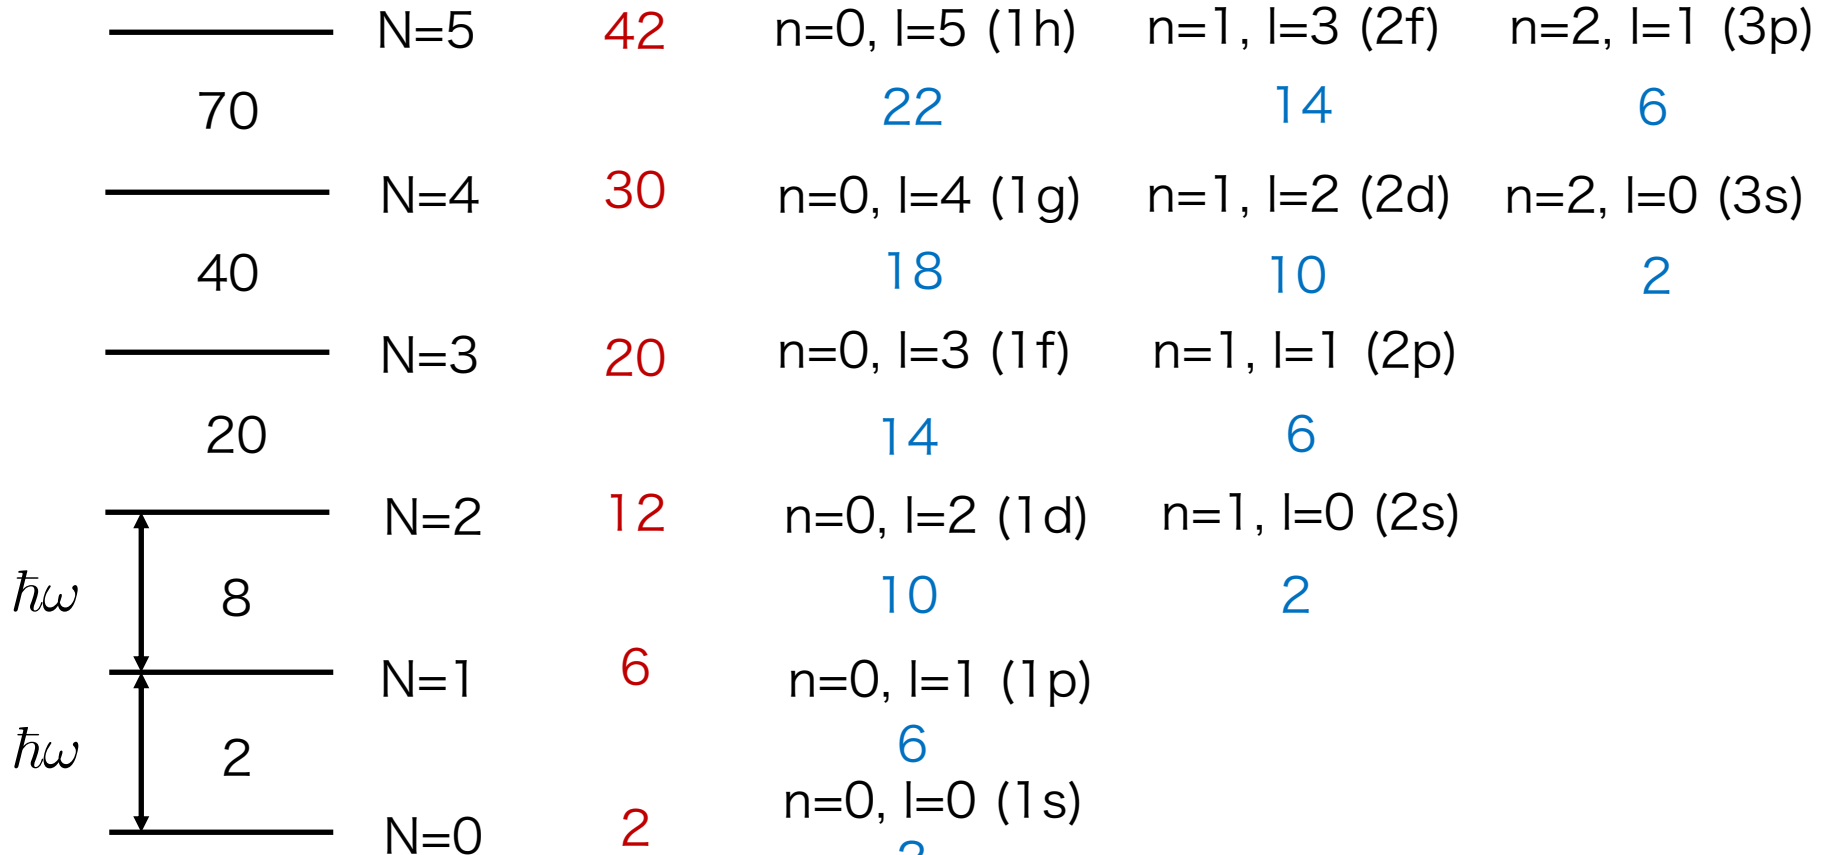 N=5 42 n=0, l=5 (1h) n=1, l=3 (2f) n=2, l=1 (3p)
70 22 14 6
N=4 30 n=0, l=4 (1g) n=1, l=2 (2d) n=2, l=0 (3s)
40 18 10 2
N=3 20 n=0, l=3 (1f) n=1, l=1 (2p)
20 14 6
N=2 12 n=0, l=2 (1d) n=1, l=0 (2s)
ℏω 8 10 2
N=1 6 n=0, l=1 (1p)
ℏω 2 6
n=0, l=0 (1s)
N=0 2